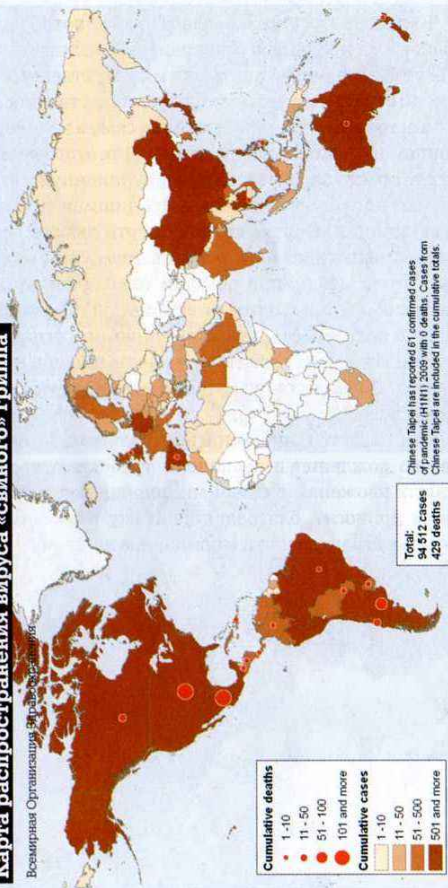 Карта распространения вируса «свиного» гриппа
Всемирная Организация Здравоохранения
Cumulative deaths
1 -10
11 - 50
51 - 100
101 and more
Cumulative cases
1 -10
11 - 50
51 - 500
501 and more
Total:
94 512 cases
429 deaths
Chinese Taipei has reported 61 confirmed cases
of pandemic (H1N1) 2009 with 0 deaths. Cases from
Chinese Taipei are included in the cumulative totals.